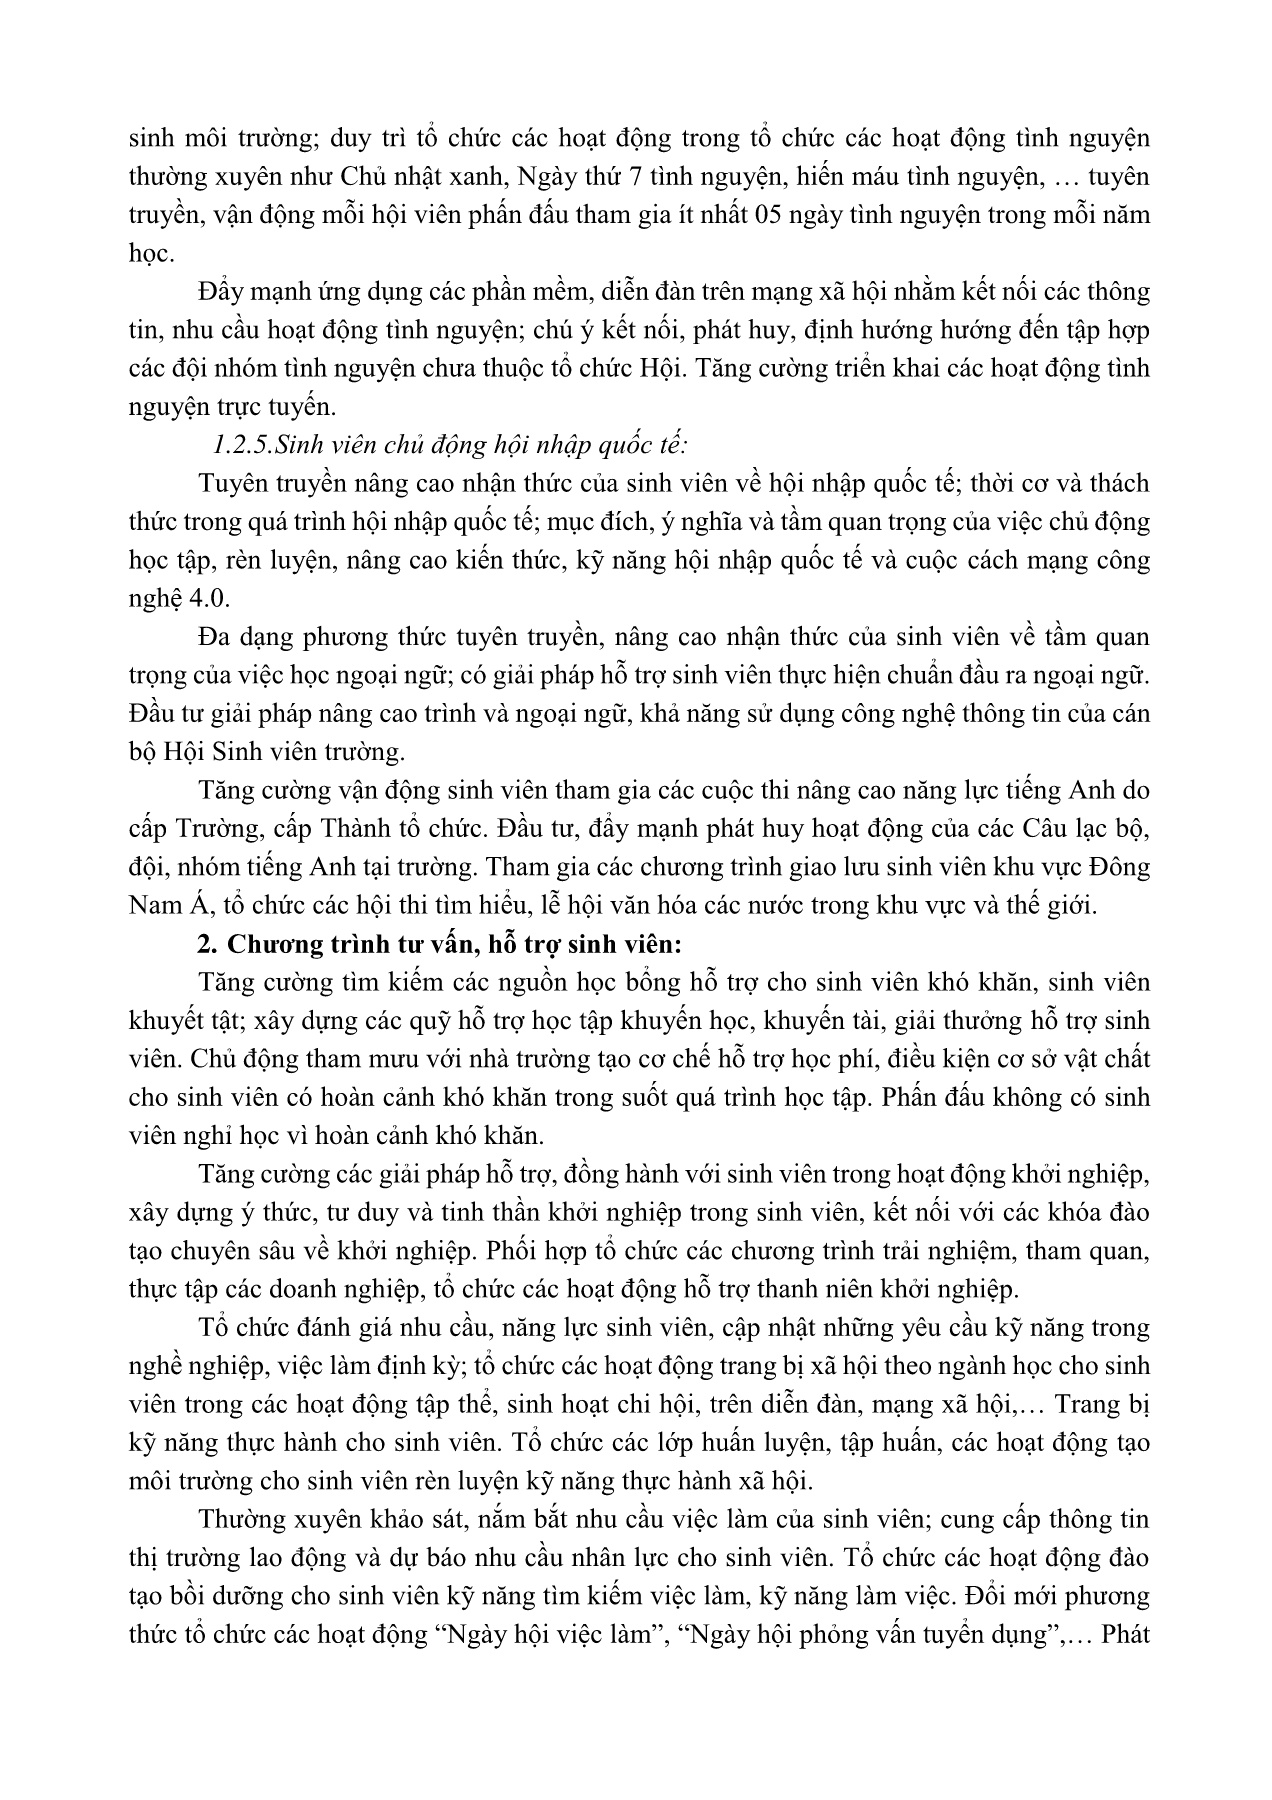 sinh môi trường; duy trì tổ chức các hoạt động trong tổ chức các hoạt động tình nguyện
thường xuyên như Chủ nhật xanh, Ngày thứ 7 tình nguyện, hiến máu tình nguyện, … tuyên
truyền, vận động mỗi hội viên phấn đấu tham gia ít nhất 05 ngày tình nguyện trong mỗi năm
học.
Đẩy mạnh ứng dụng các phần mềm, diễn đàn trên mạng xã hội nhằm kết nối các thông
tin, nhu cầu hoạt động tình nguyện; chú ý kết nối, phát huy, định hướng hướng đến tập hợp
các đội nhóm tình nguyện chưa thuộc tổ chức Hội. Tăng cường triển khai các hoạt động tình
nguyện trực tuyến.
1.2.5.Sinh viên chủ động hội nhập quốc tế:
Tuyên truyền nâng cao nhận thức của sinh viên về hội nhập quốc tế; thời cơ và thách
thức trong quá trình hội nhập quốc tế; mục đích, ý nghĩa và tầm quan trọng của việc chủ động
học tập, rèn luyện, nâng cao kiến thức, kỹ năng hội nhập quốc tế và cuộc cách mạng công
nghệ 4.0.
Đa dạng phương thức tuyên truyền, nâng cao nhận thức của sinh viên về tầm quan
trọng của việc học ngoại ngữ; có giải pháp hỗ trợ sinh viên thực hiện chuẩn đầu ra ngoại ngữ.
Đầu tư giải pháp nâng cao trình và ngoại ngữ, khả năng sử dụng công nghệ thông tin của cán
bộ Hội Sinh viên trường.
Tăng cường vận động sinh viên tham gia các cuộc thi nâng cao năng lực tiếng Anh do
cấp Trường, cấp Thành tổ chức. Đầu tư, đẩy mạnh phát huy hoạt động của các Câu lạc bộ,
đội, nhóm tiếng Anh tại trường. Tham gia các chương trình giao lưu sinh viên khu vực Đông
Nam Á, tổ chức các hội thi tìm hiểu, lễ hội văn hóa các nước trong khu vực và thế giới.
2. Chương trình tư vấn, hỗ trợ sinh viên:
Tăng cường tìm kiếm các nguồn học bổng hỗ trợ cho sinh viên khó khăn, sinh viên
khuyết tật; xây dựng các quỹ hỗ trợ học tập khuyến học, khuyến tài, giải thưởng hỗ trợ sinh
viên. Chủ động tham mưu với nhà trường tạo cơ chế hỗ trợ học phí, điều kiện cơ sở vật chất
cho sinh viên có hoàn cảnh khó khăn trong suốt quá trình học tập. Phấn đấu không có sinh
viên nghỉ học vì hoàn cảnh khó khăn.
Tăng cường các giải pháp hỗ trợ, đồng hành với sinh viên trong hoạt động khởi nghiệp,
xây dựng ý thức, tư duy và tinh thần khởi nghiệp trong sinh viên, kết nối với các khóa đào
tạo chuyên sâu về khởi nghiệp. Phối hợp tổ chức các chương trình trải nghiệm, tham quan,
thực tập các doanh nghiệp, tổ chức các hoạt động hỗ trợ thanh niên khởi nghiệp.
Tổ chức đánh giá nhu cầu, năng lực sinh viên, cập nhật những yêu cầu kỹ năng trong
nghề nghiệp, việc làm định kỳ; tổ chức các hoạt động trang bị xã hội theo ngành học cho sinh
viên trong các hoạt động tập thể, sinh hoạt chi hội, trên diễn đàn, mạng xã hội,… Trang bị
kỹ năng thực hành cho sinh viên. Tổ chức các lớp huấn luyện, tập huấn, các hoạt động tạo
môi trường cho sinh viên rèn luyện kỹ năng thực hành xã hội.
Thường xuyên khảo sát, nắm bắt nhu cầu việc làm của sinh viên; cung cấp thông tin
thị trường lao động và dự báo nhu cầu nhân lực cho sinh viên. Tổ chức các hoạt động đào
tạo bồi dưỡng cho sinh viên kỹ năng tìm kiếm việc làm, kỹ năng làm việc. Đổi mới phương
thức tổ chức các hoạt động “Ngày hội việc làm”, “Ngày hội phỏng vấn tuyển dụng”,… Phát